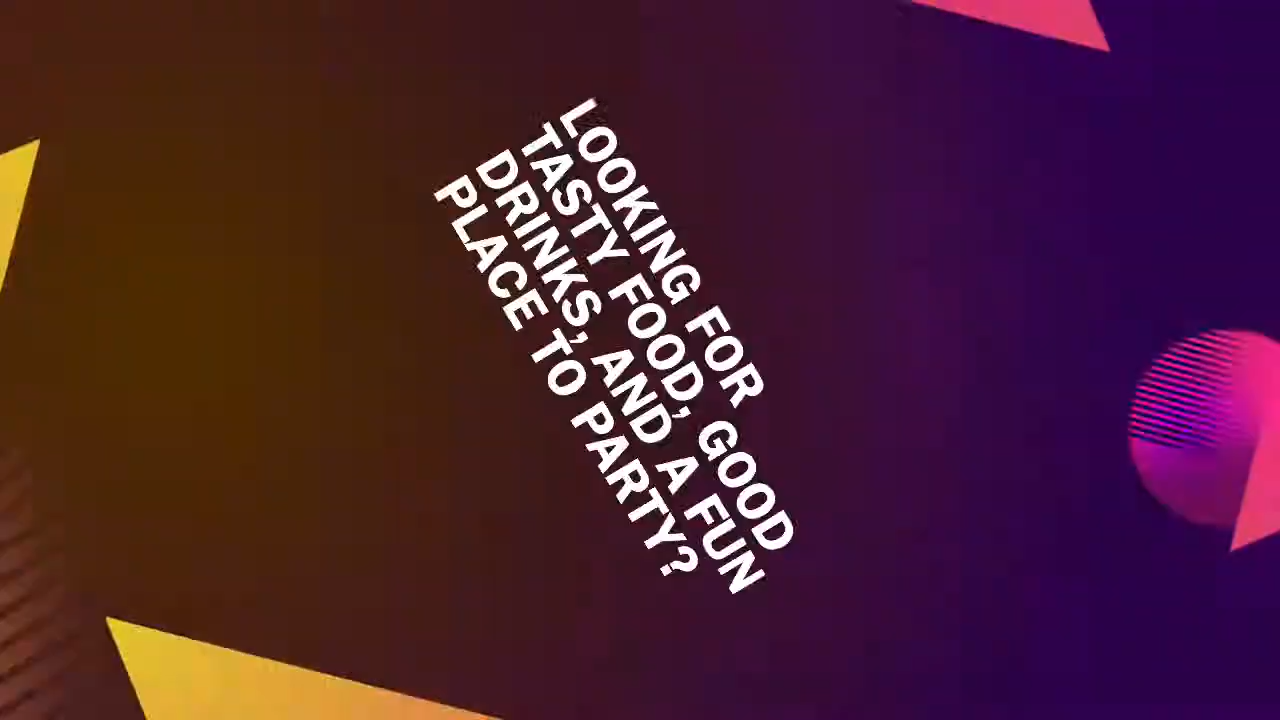 LOOKING FOR
TASTY FOOD, GOOD
DRINKS, AND A FUN
PLACE TO PARTY?